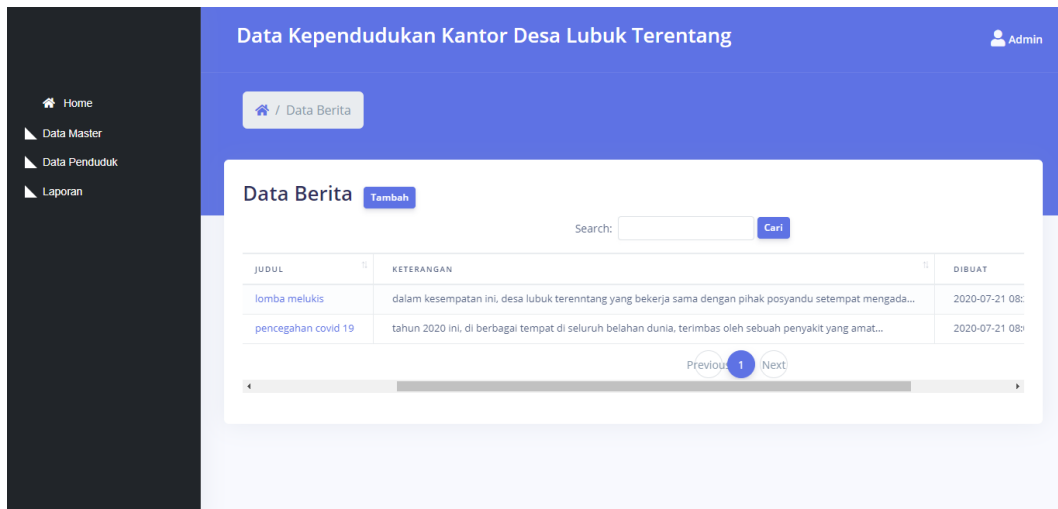 Data Kependudukan Kantor Desa Lubuk Terentang
Admin
Home
Data Master
Data Penduduk
Laporan
/ Data Berita
Data Berita Tambah
Search: Cari
JUDUL KETERANGAN DIBUAT
lomba melukis dalam kesempatan ini, desa lubuk terenntang yang bekerja sama dengan pihak posyandu setempat mengada... 2020-07-21 08:
pencegahan covid 19 tahun 2020 ini, di berbagai tempat di seluruh belahan dunia, terimbas oleh sebuah penyakit yang amat... 2020-07-21 08:
Previous 1 Next